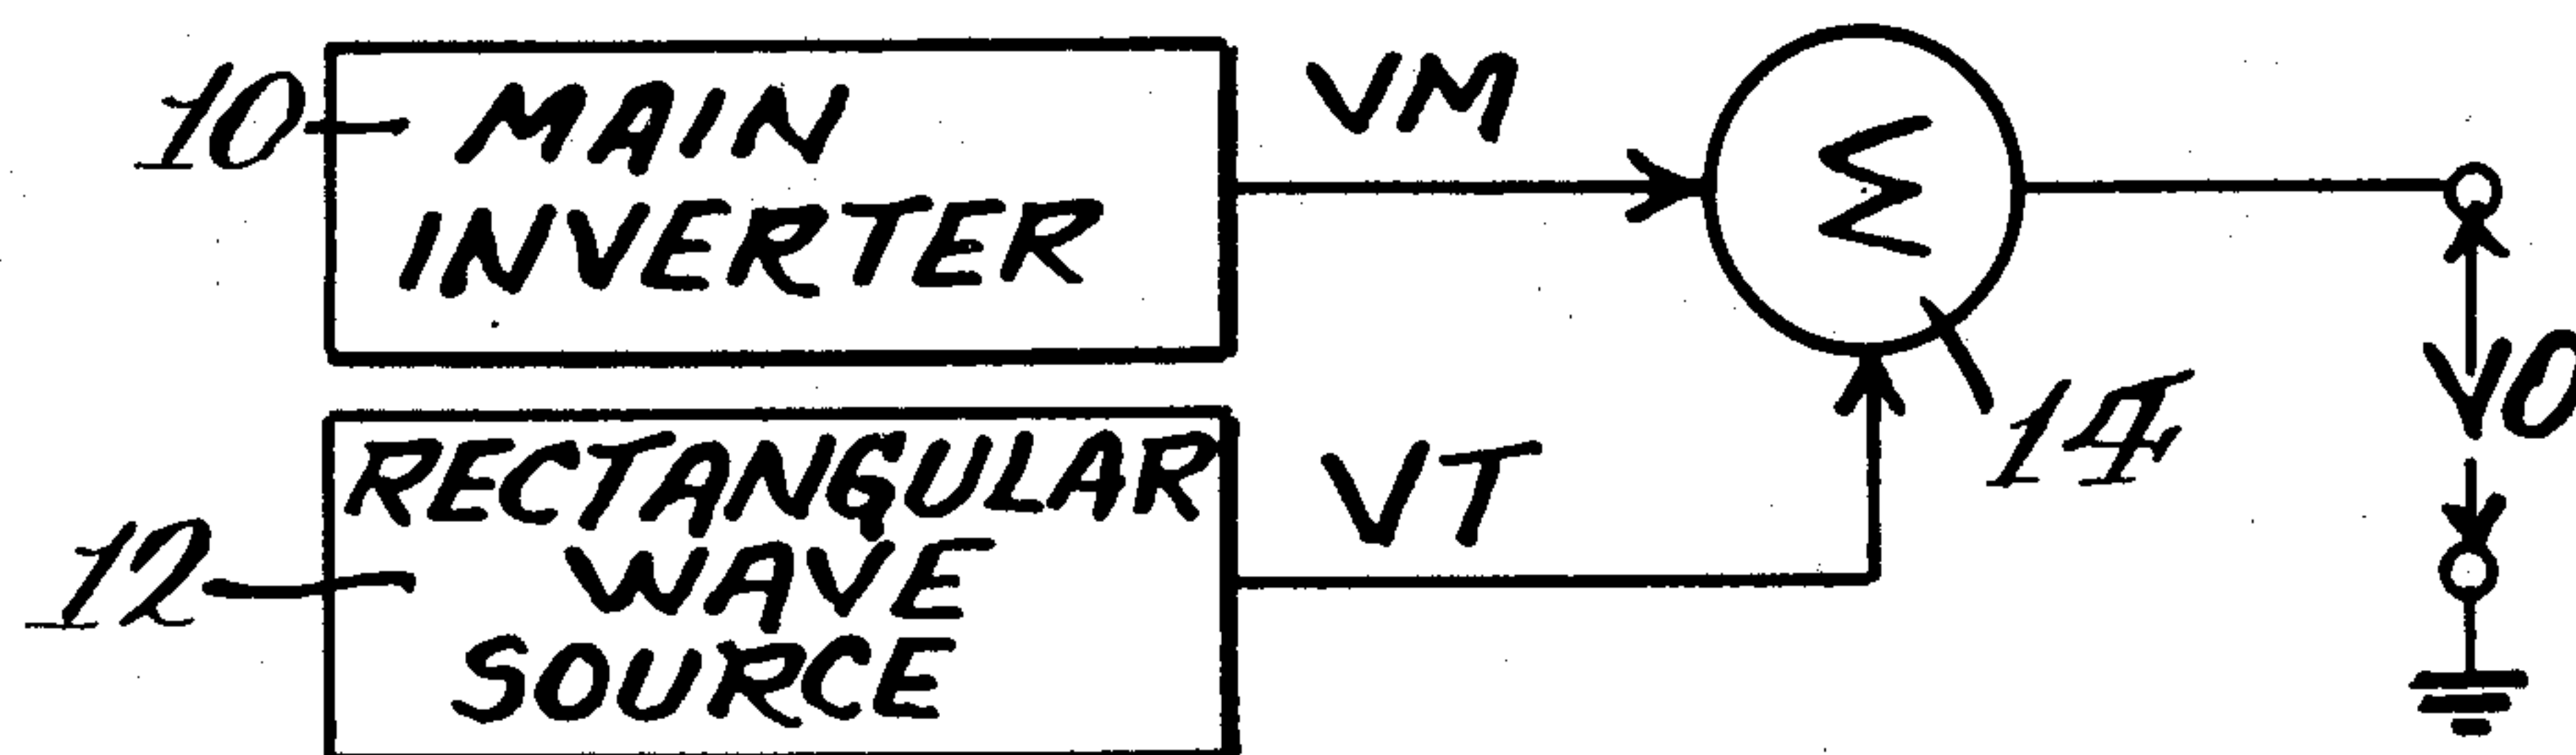 10
MAIN
INVERTER
VM
Σ
14
VO
12
RECTANGULAR
WAVE
SOURCE
VT